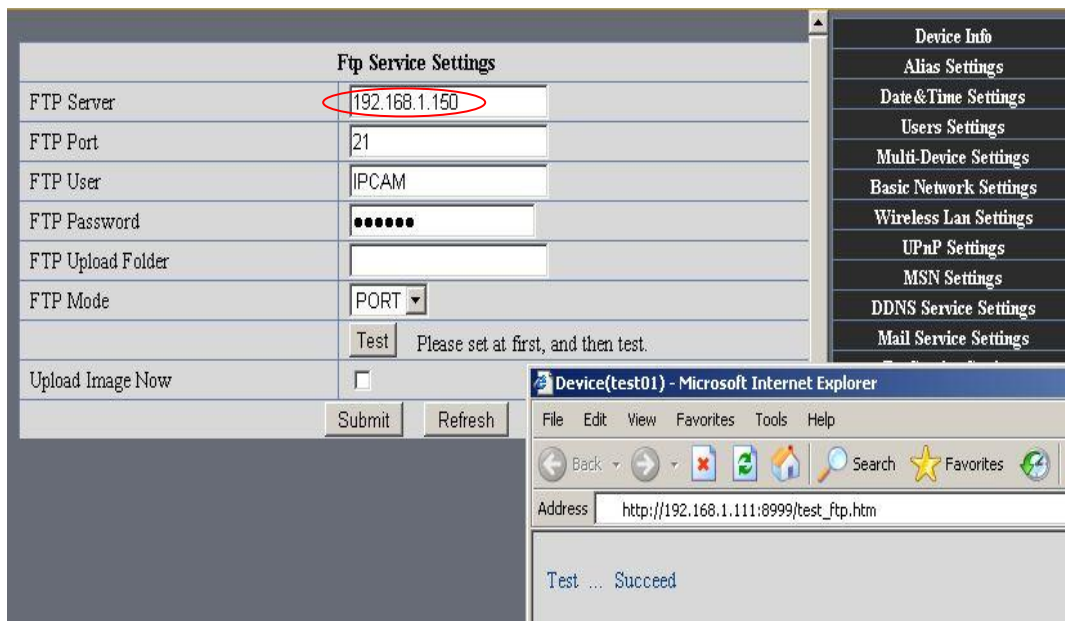 Ftp Service Settings
FTP Server 192.168.1.150
FTP Port 21
FTP User IPCAM
FTP Password ●●●●●●
FTP Upload Folder
FTP Mode PORT
Test Please set at first, and then test.
Upload Image Now
Submit Refresh
Device Info
Alias Settings
Date&Time Settings
Users Settings
Multi-Device Settings
Basic Network Settings
Wireless Lan Settings
UPnP Settings
MSN Settings
DDNS Service Settings
Mail Service Settings
Device(test01) - Microsoft Internet Explorer
File Edit View Favorites Tools Help
Back Search Favorites
Address http://192.168.1.111:8999/test_ftp.htm
Test ... Succeed